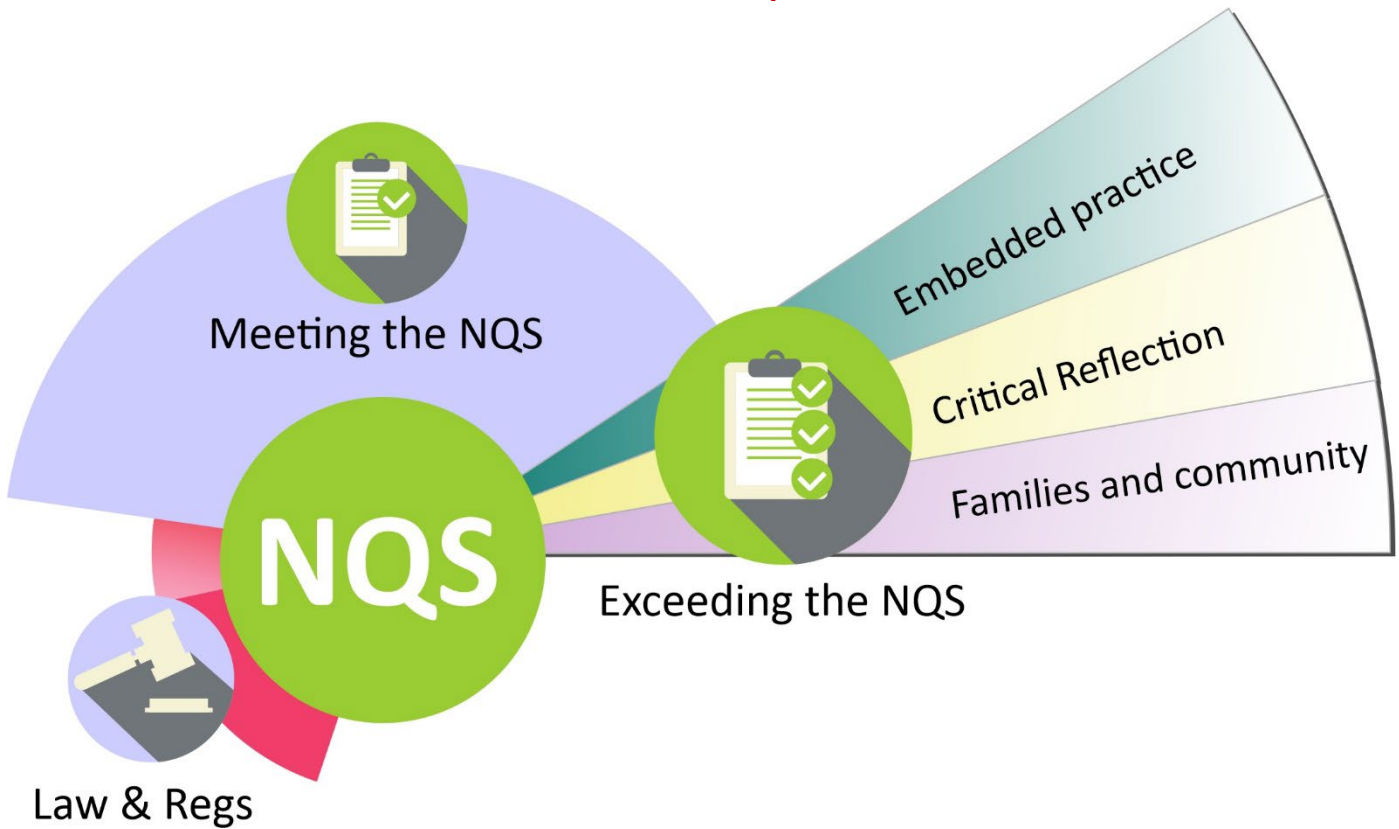 Meeting the NQS
Embedded practice
Critical Reflection
Families and community
NQS
Exceeding the NQS
Law & Regs